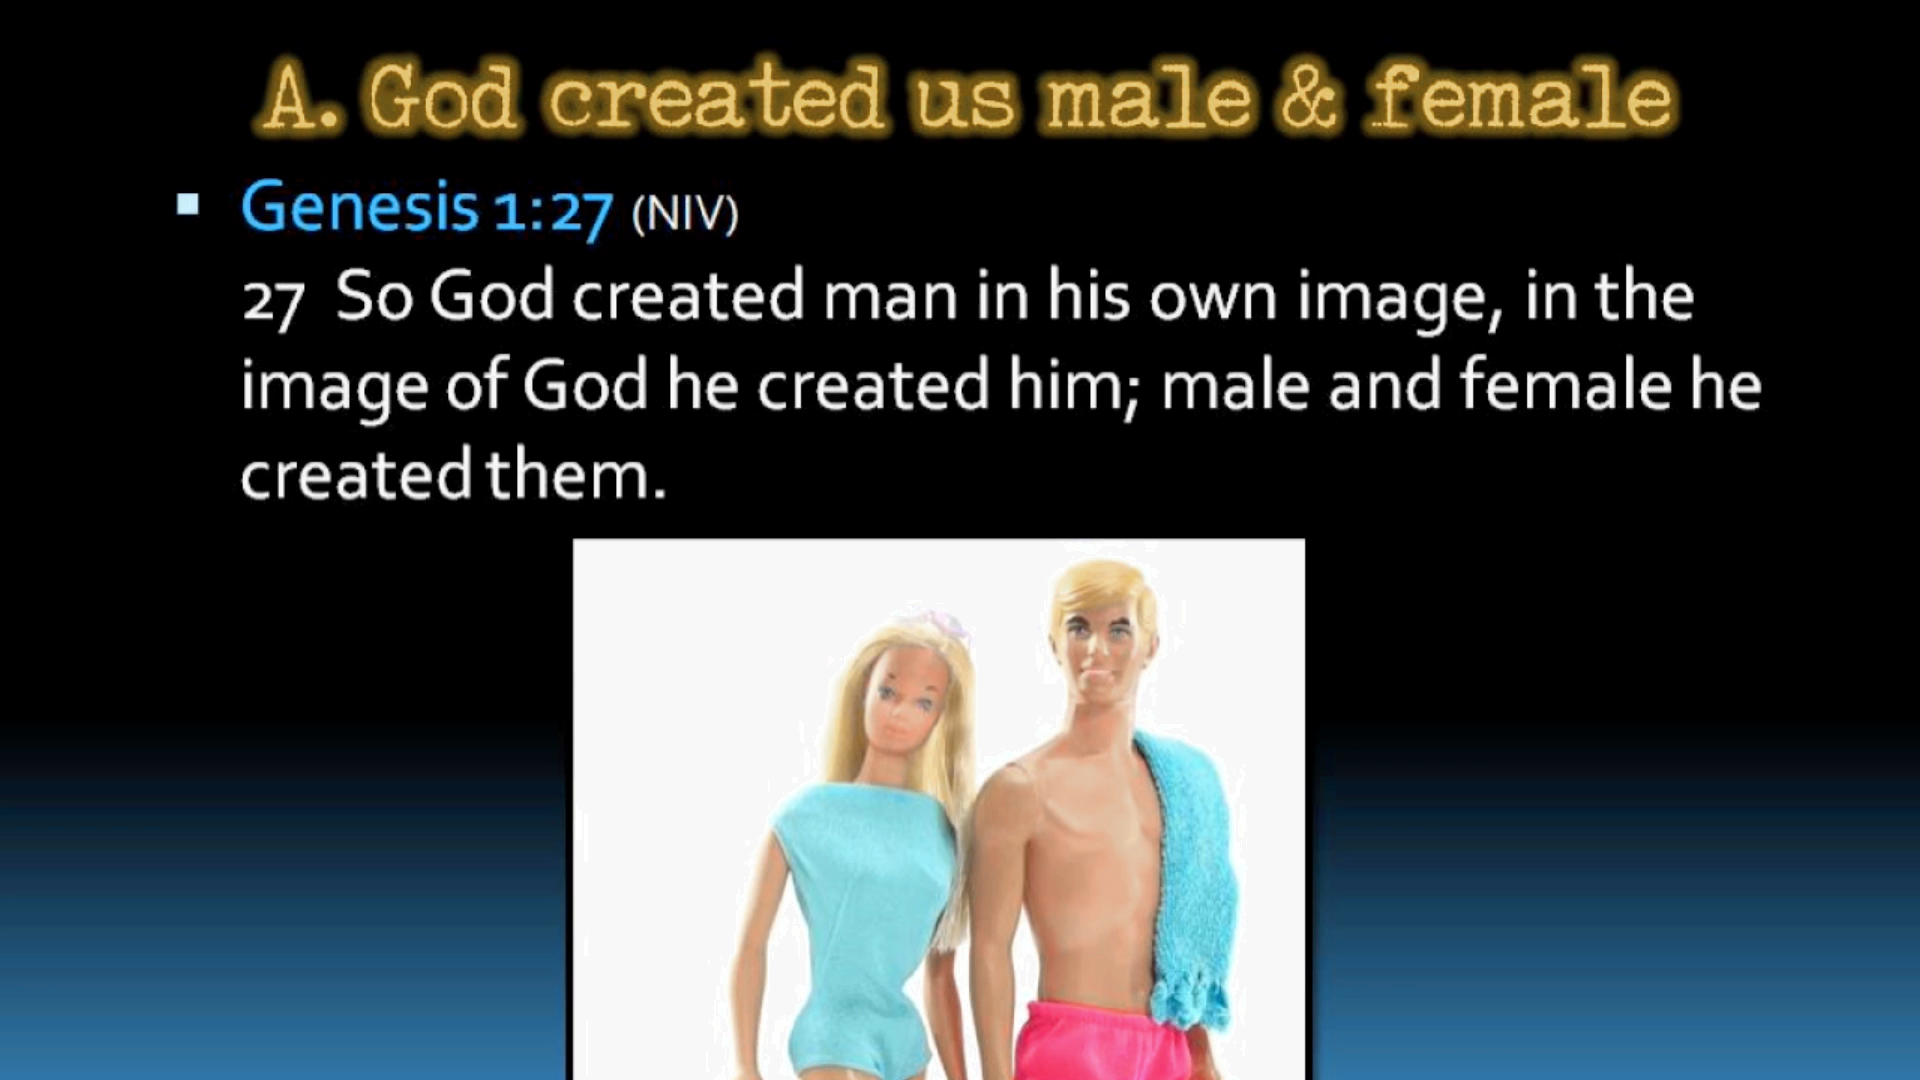 A. God created us male & female
Genesis 1:27 (NIV)
27 So God created man in his own image, in the
image of God he created him; male and female he
created them.